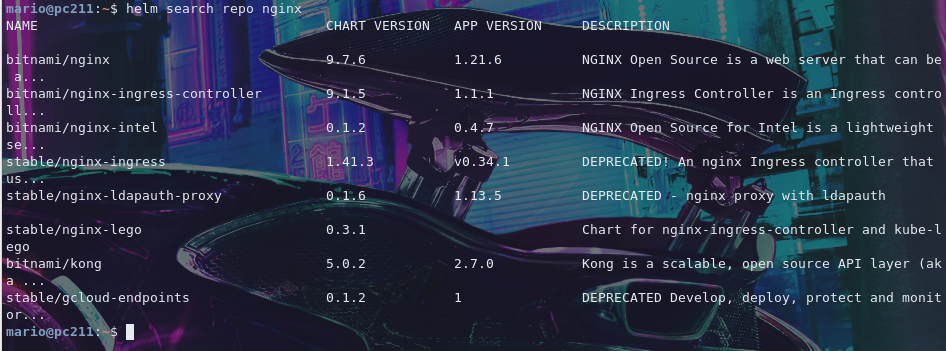 mario@pc211:~$ helm search repo nginx
NAME CHART VERSION APP VERSION DESCRIPTION
bitnami/nginx 9.7.6 1.21.6 NGINX Open Source is a web server that can be
a...
bitnami/nginx-ingress-controller 9.1.5 1.1.1 NGINX Ingress Controller is an Ingress contro
ll...
bitnami/nginx-intel 0.1.2 0.4.7 NGINX Open Source for Intel is a lightweight
se...
stable/nginx-ingress 1.41.3 v0.34.1 DEPRECATED! An nginx Ingress controller that
us...
stable/nginx-ldapauth-proxy 0.1.6 1.13.5 DEPRECATED - nginx proxy with ldapauth
stable/nginx-lego 0.3.1 Chart for nginx-ingress-controller and kube-l
ego
bitnami/kong 5.0.2 2.7.0 Kong is a scalable, open source API layer (ak
a ...
stable/gcloud-endpoints 0.1.2 1 DEPRECATED Develop, deploy, protect and monit
or...
mario@pc211:~$